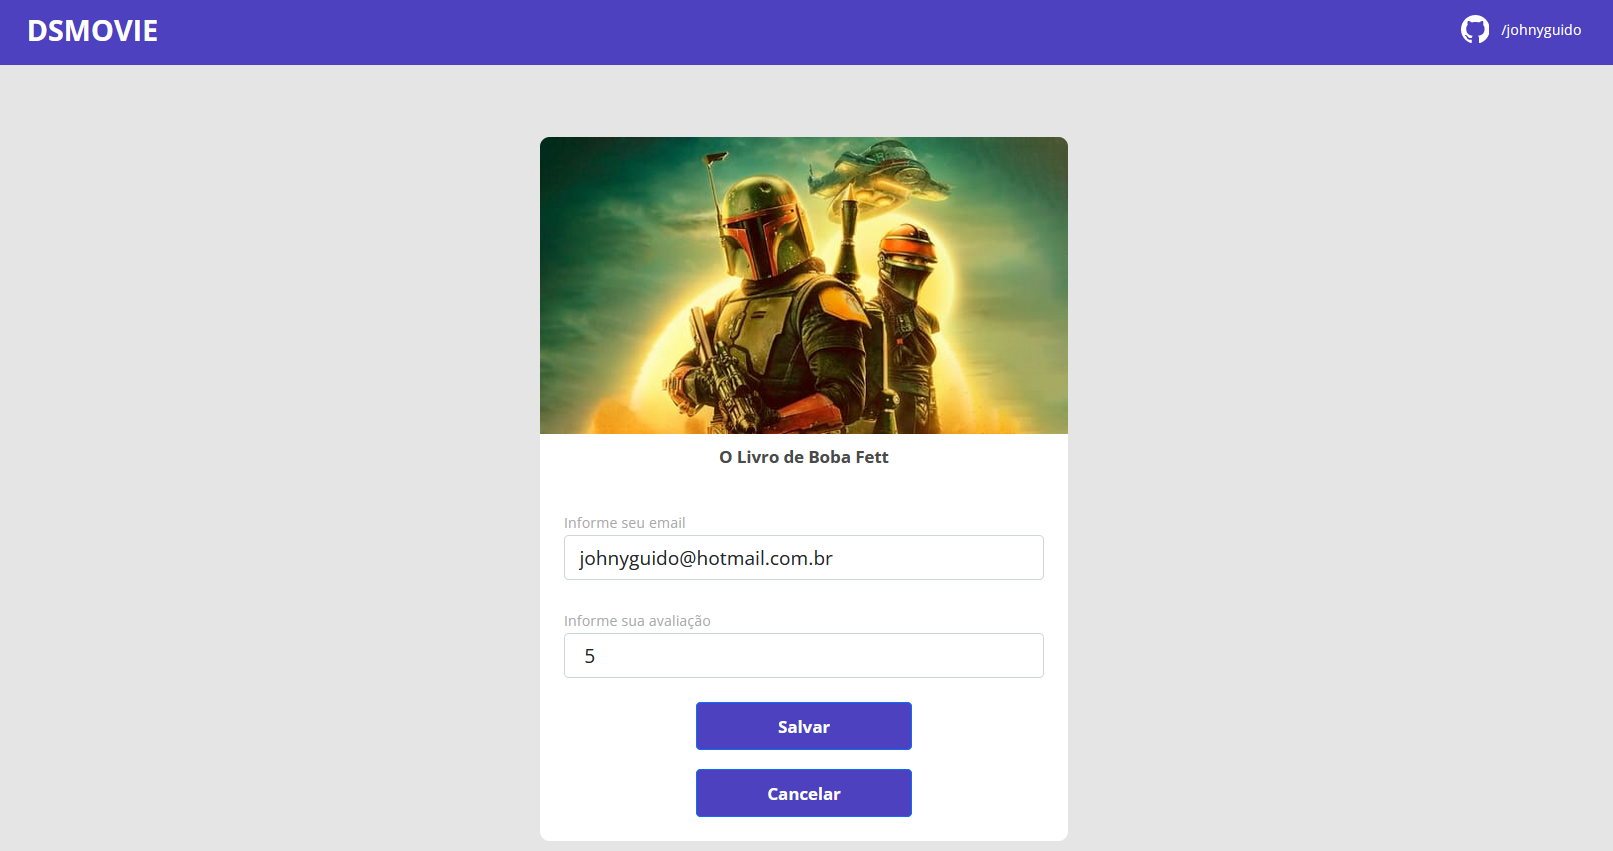 DSMOVIE
/johnyguido
O Livro de Boba Fett
Informe seu email
johnyguido@hotmail.com.br
Informe sua avaliação
5
Salvar
Cancelar